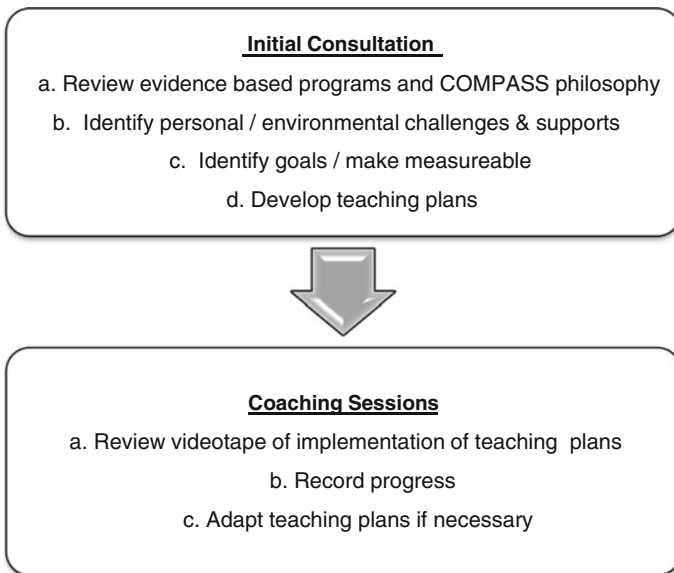 Initial Consultation
a. Review evidence based programs and COMPASS philosophy
b. Identify personal / environmental challenges & supports
c. Identify goals / make measureable
d. Develop teaching plans
Coaching Sessions
a. Review videotape of implementation of teaching plans
b. Record progress
c. Adapt teaching plans if necessary